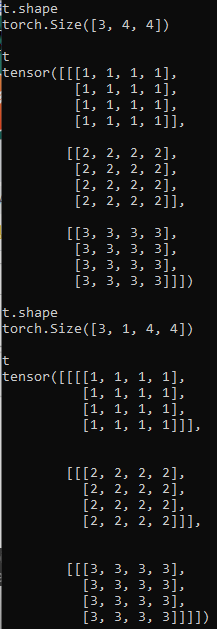 t.shape
torch.Size([3, 4, 4])
t
tensor([[[1, 1, 1, 1],
[1, 1, 1, 1],
[1, 1, 1, 1],
[1, 1, 1, 1]],
[[2, 2, 2, 2],
[2, 2, 2, 2],
[2, 2, 2, 2],
[2, 2, 2, 2]],
[[3, 3, 3, 3],
[3, 3, 3, 3],
[3, 3, 3, 3],
[3, 3, 3, 3]]])
t.shape
torch.Size([3, 1, 4, 4])
t
tensor([[[[1, 1, 1, 1],
[1, 1, 1, 1],
[1, 1, 1, 1],
[1, 1, 1, 1]]],
[[[2, 2, 2, 2],
[2, 2, 2, 2],
[2, 2, 2, 2],
[2, 2, 2, 2]]],
[[[3, 3, 3, 3],
[3, 3, 3, 3],
[3, 3, 3, 3],
[3, 3, 3, 3]]]])